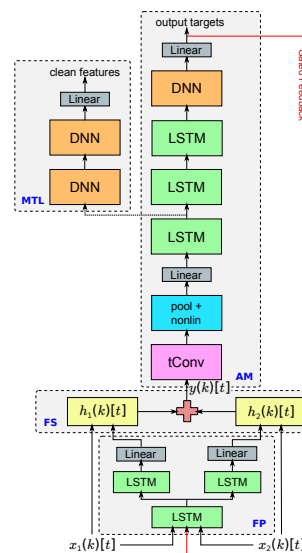 output targets
Linear
clean features
Linear
DNN
DNN
LSTM
DNN
LSTM
DNN
MTL
LSTM
Linear
pool +
nonlin
tConv
AM
y(k)[t]
h₁(k)[t]
h₂(k)[t]
FS
Linear
Linear
LSTM
LSTM
LSTM
FP
x₁(k)[t]
x₂(k)[t]